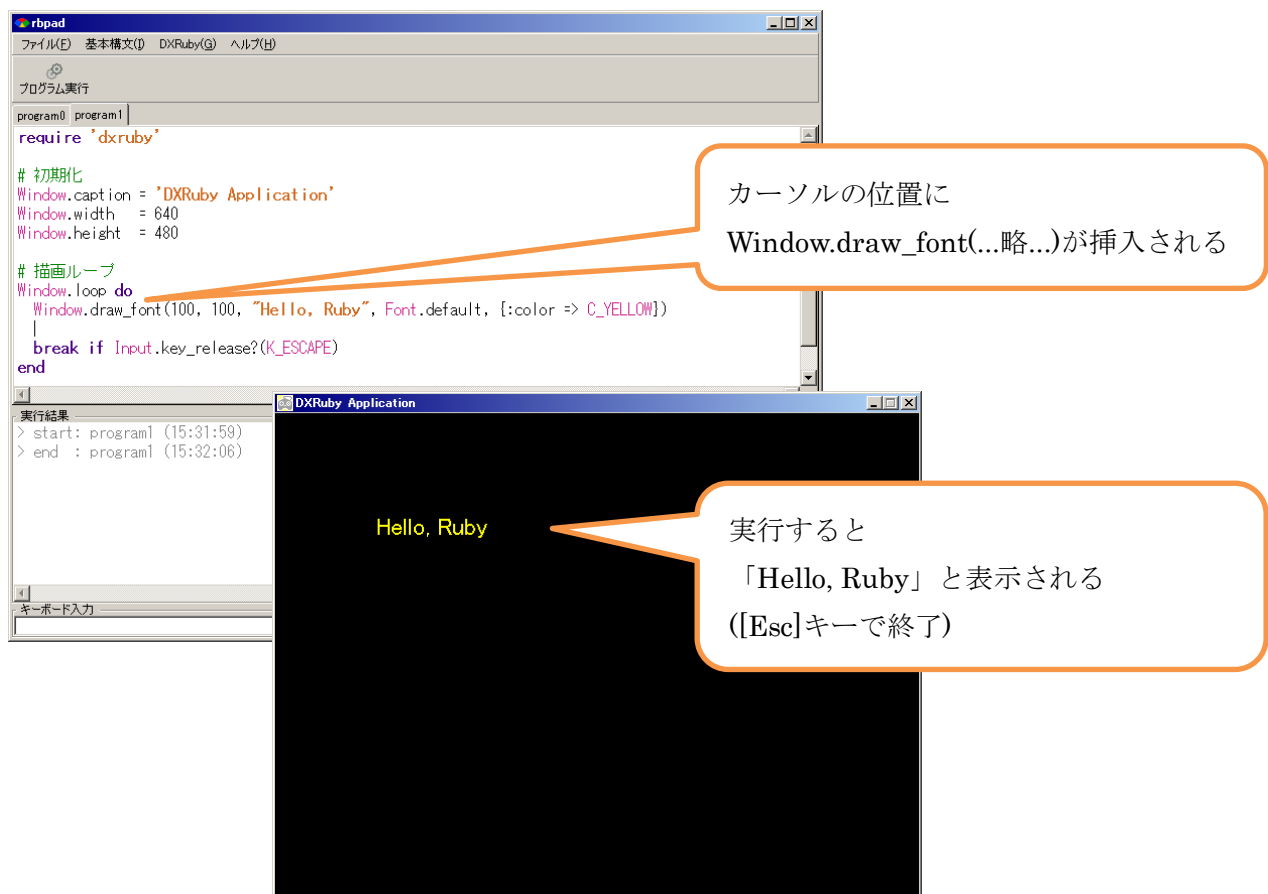 rbpad
ファイル(F) 基本構文(I) DXRuby(G) ヘルプ(H)
プログラム実行
program0 program1
require 'dxruby'
# 初期化
Window.caption = 'DXRuby Application'
Window.width   = 640
Window.height  = 480
# 描画ループ
Window.loop do
  Window.draw_font(100, 100, "Hello, Ruby", Font.default, {:color => C_YELLOW})
  break if Input.key_release?(K_ESCAPE)
end
カーソルの位置に
Window.draw_font(...略...)が挿入される
実行結果
> start: program1 (15:31:59)
> end  : program1 (15:32:06)
キーボード入力
DXRuby Application
Hello, Ruby
実行すると
「Hello, Ruby」と表示される
([Esc]キーで終了)